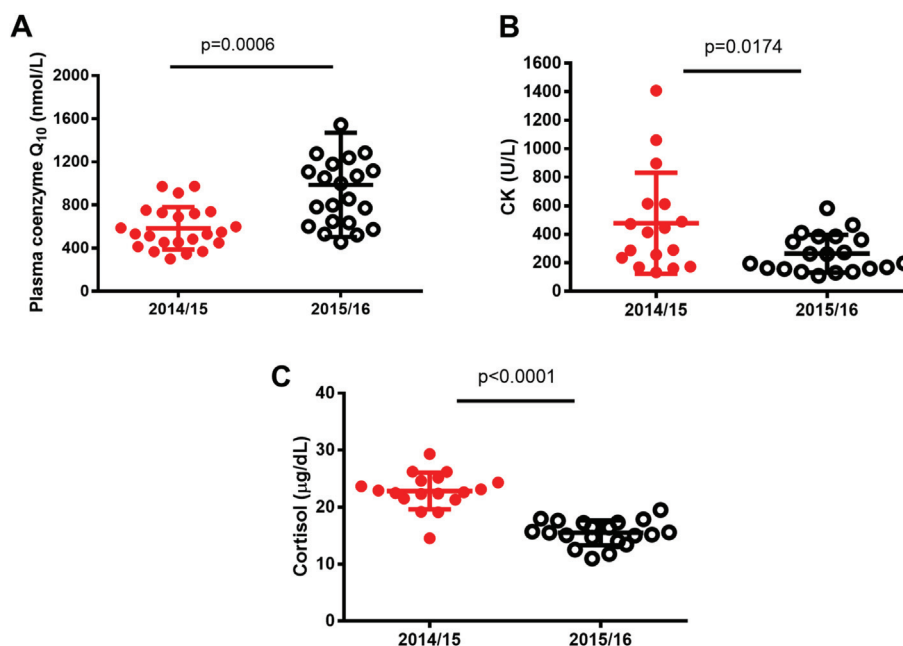 A
p=0.0006
Plasma coenzyme Q10 (nmol/L)
2000
1600
1200
800
400
0
2014/15
2015/16
B
p=0.0174
CK (U/L)
1600
1400
1200
1000
800
600
400
200
0
2014/15
2015/16
C
p<0.0001
Cortisol (μg/dL)
40
30
20
10
0
2014/15
2015/16